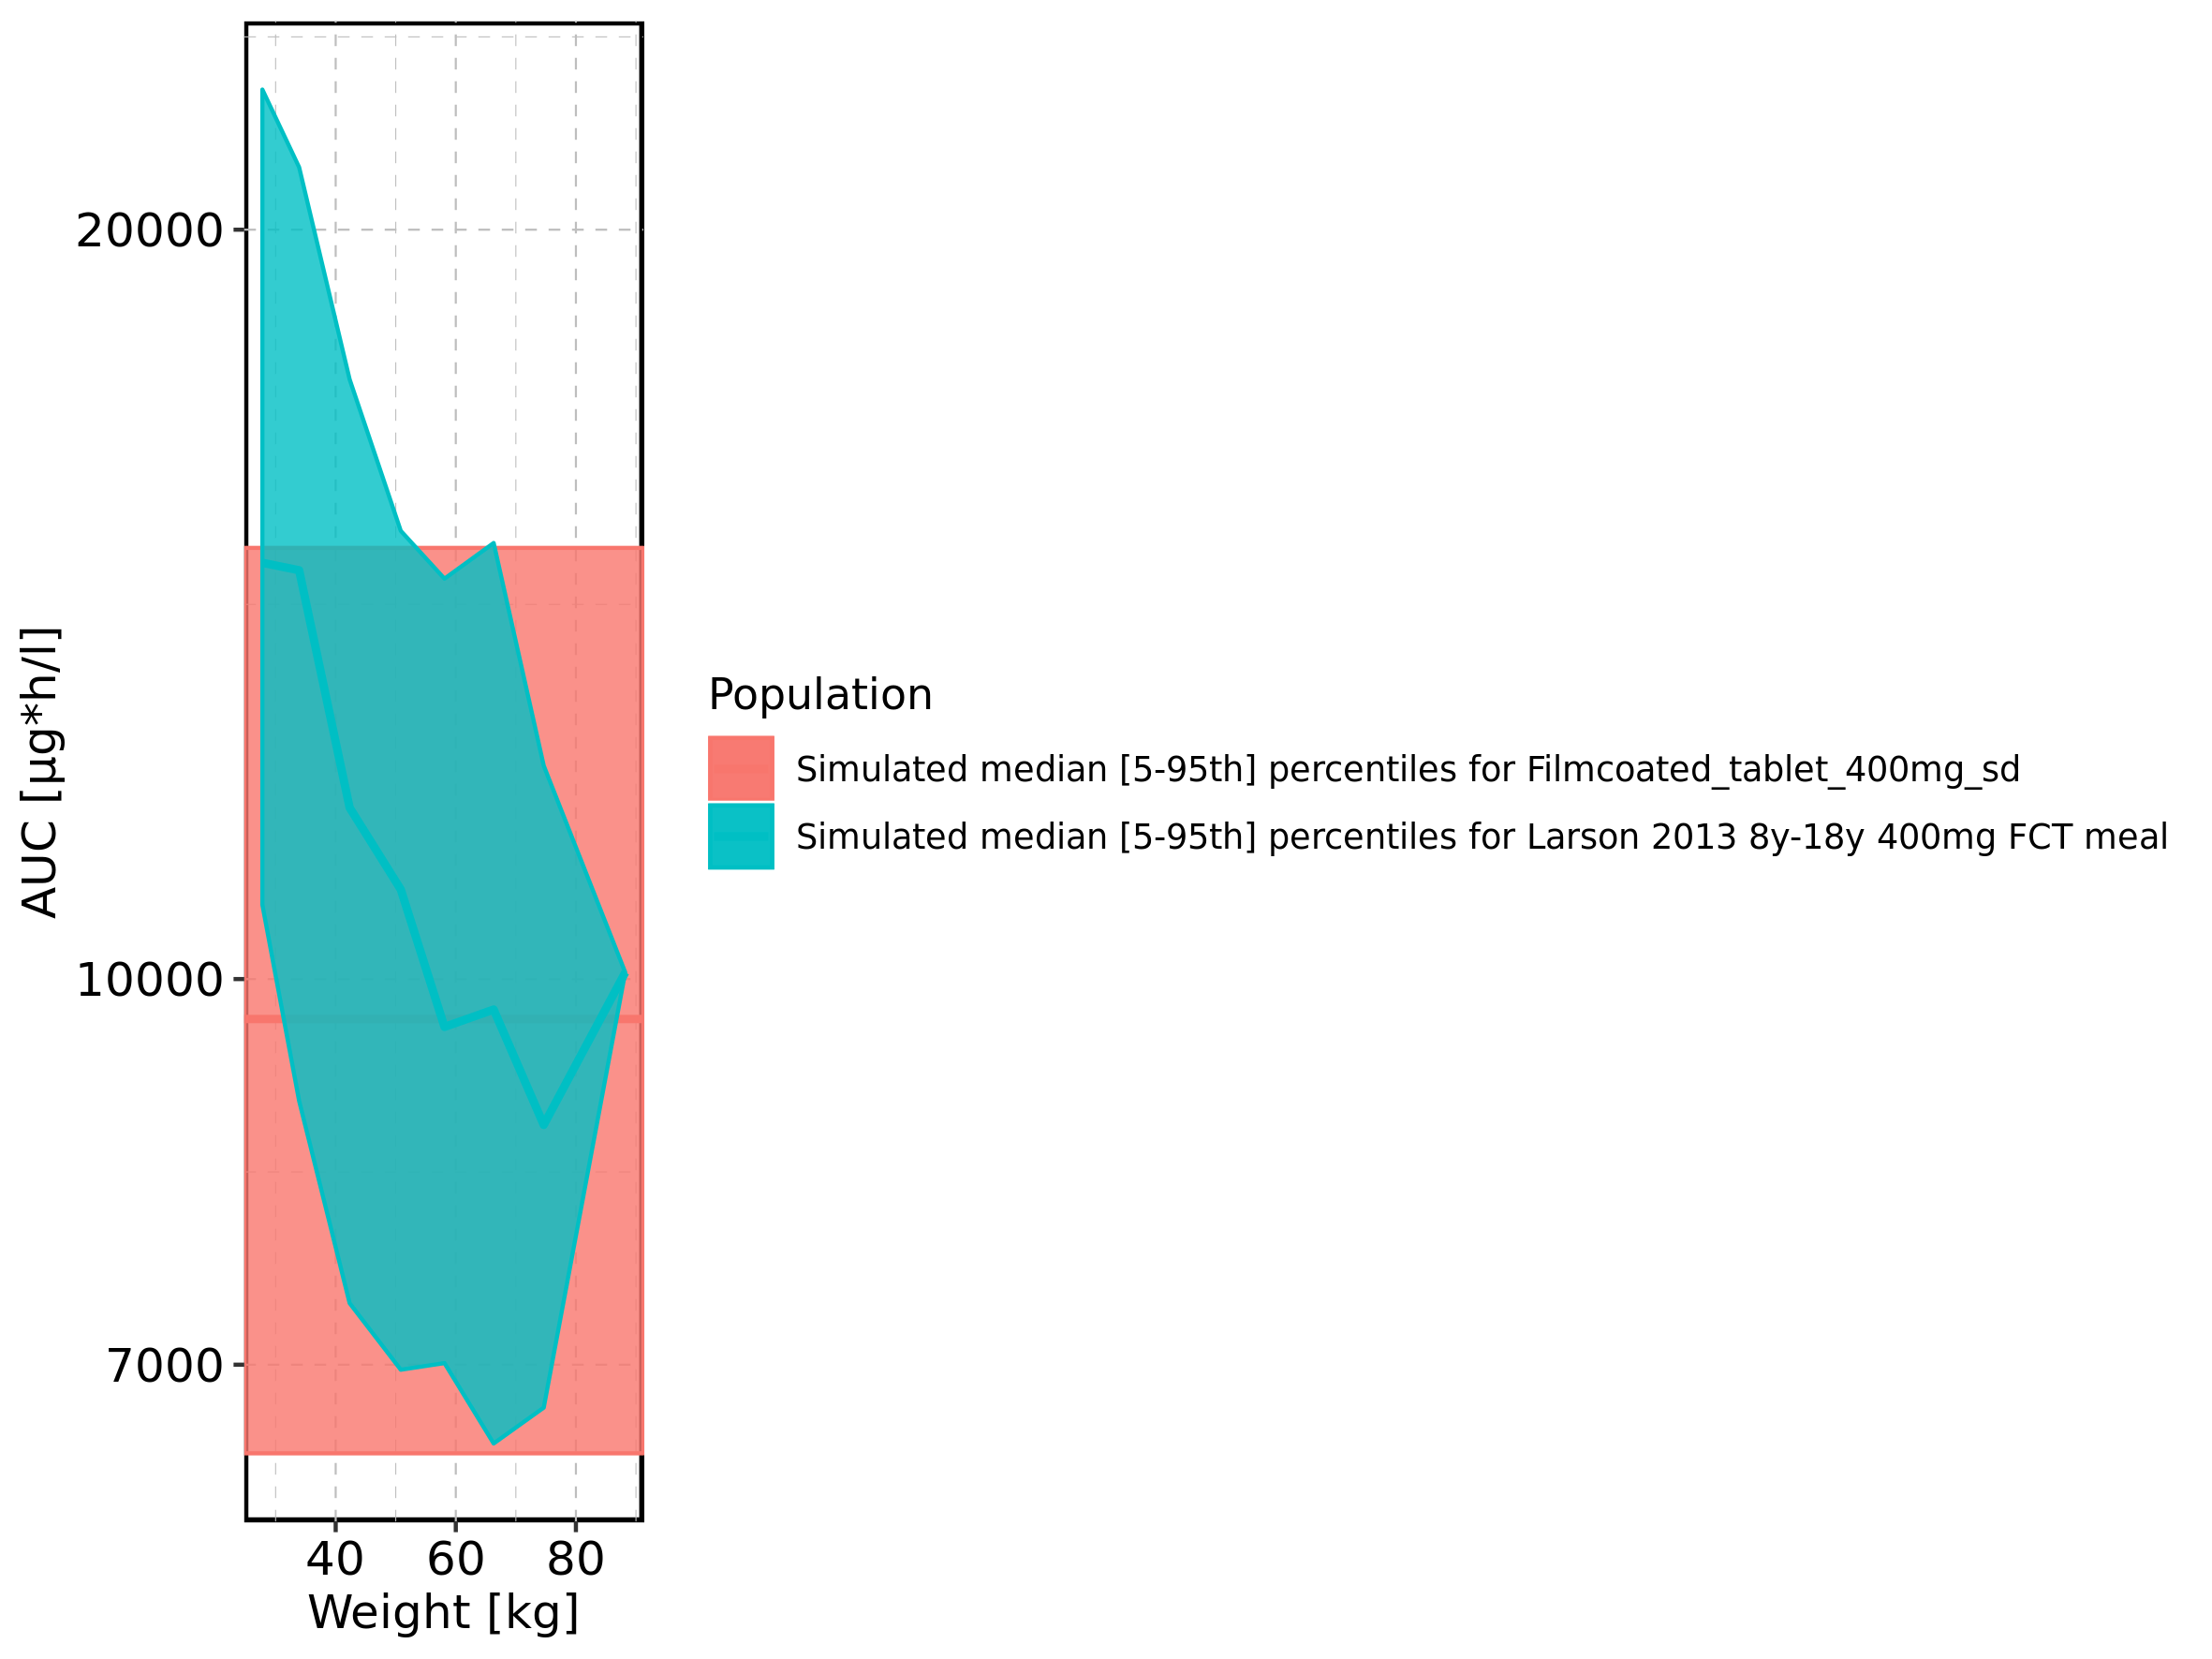 20000
10000
7000
AUC [µg*h/l]
40 60 80
Weight [kg]
Population
Simulated median [5-95th] percentiles for Filmcoated_tablet_400mg_sd
Simulated median [5-95th] percentiles for Larson 2013 8y-18y 400mg FCT meal